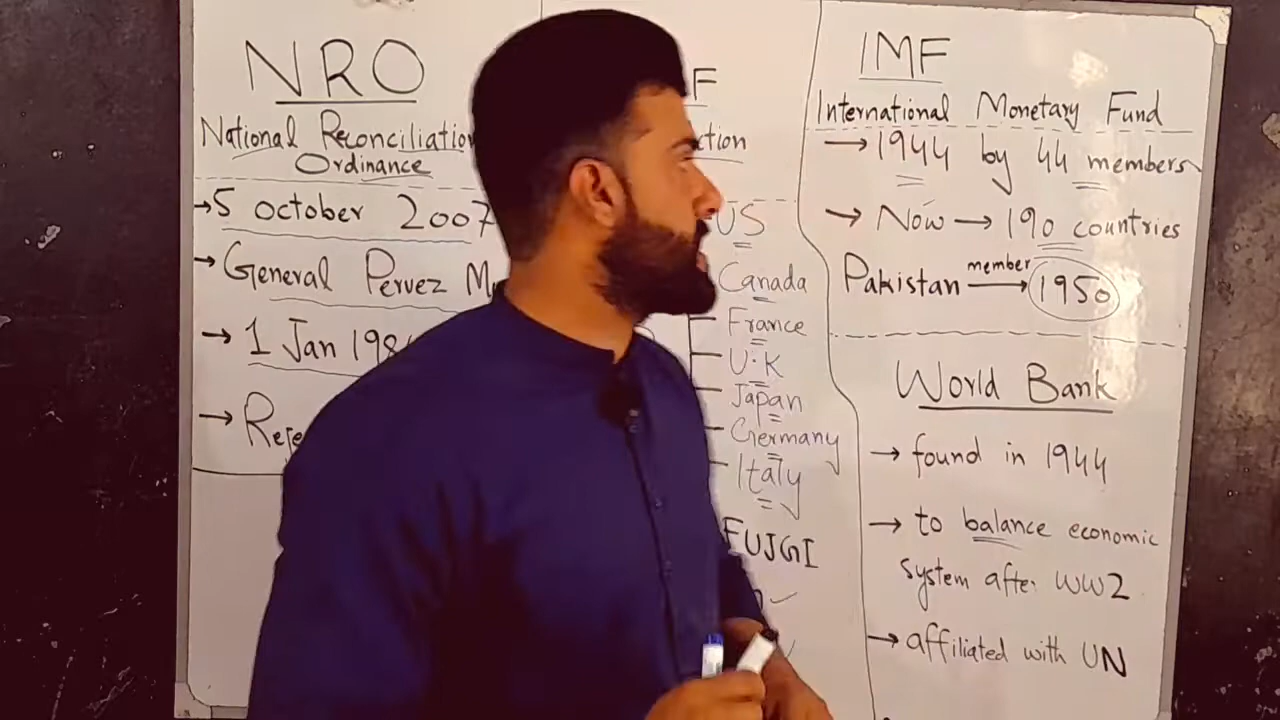 NRO
National Reconciliation
Ordinance
→5 October 2007
→ General Pervez
→ 1 Jan
→
F
US
Canada
France
U.K
Japan
Germany
Italy
FUJGI
IMF
International Monetary Fund
→ 1944 by 44 members
→ Now → 190 countries
Pakistan member → 1950
World Bank
→ found in 1944
→ to balance economic
system after WW2
→ affiliated with UN